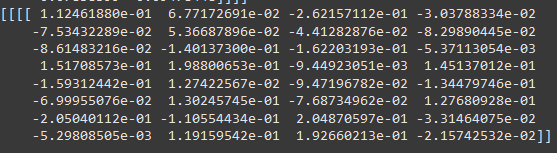 [[[[ 1.12461880e-01 6.77172691e-02 -2.62157112e-01 -3.03788334e-02
-7.53432289e-02 5.36687896e-02 -4.41282876e-02 -8.29890445e-02
-8.61483216e-02 -1.40137300e-01 -1.62203193e-01 -5.37113054e-03
1.51708573e-01 1.98800653e-01 -9.44923051e-03 1.45137012e-01
-1.59312442e-01 1.27422567e-02 -9.47196782e-02 -1.34479746e-01
-6.99955076e-02 1.30245745e-01 -7.68734962e-02 1.27680928e-01
-2.05040112e-01 -1.10554434e-01 2.04870597e-01 -3.31464075e-02
-5.29808505e-03 1.19159542e-01 1.92660213e-01 -2.15742532e-02]]